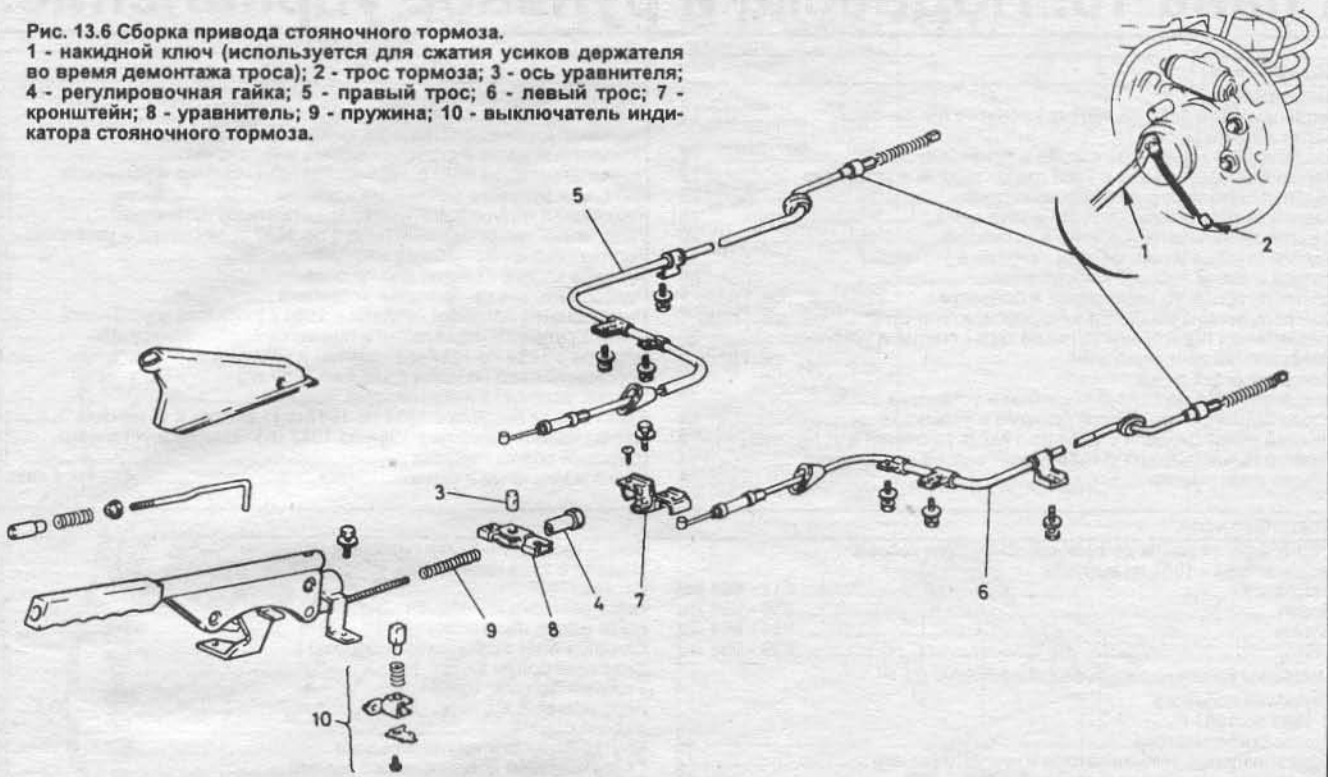 Рис. 13.6 Сборка привода стояночного тормоза.
1 - накидной ключ (используется для сжатия усиков держателя
во время демонтажа троса); 2 - трос тормоза; 3 - ось уравнителя;
4 - регулировочная гайка; 5 - правый трос; 6 - левый трос; 7 -
кронштейн; 8 - уравнитель; 9 - пружина; 10 - выключатель инди-
катора стояночного тормоза.
1
2
5
3
4
7
6
9
8
10